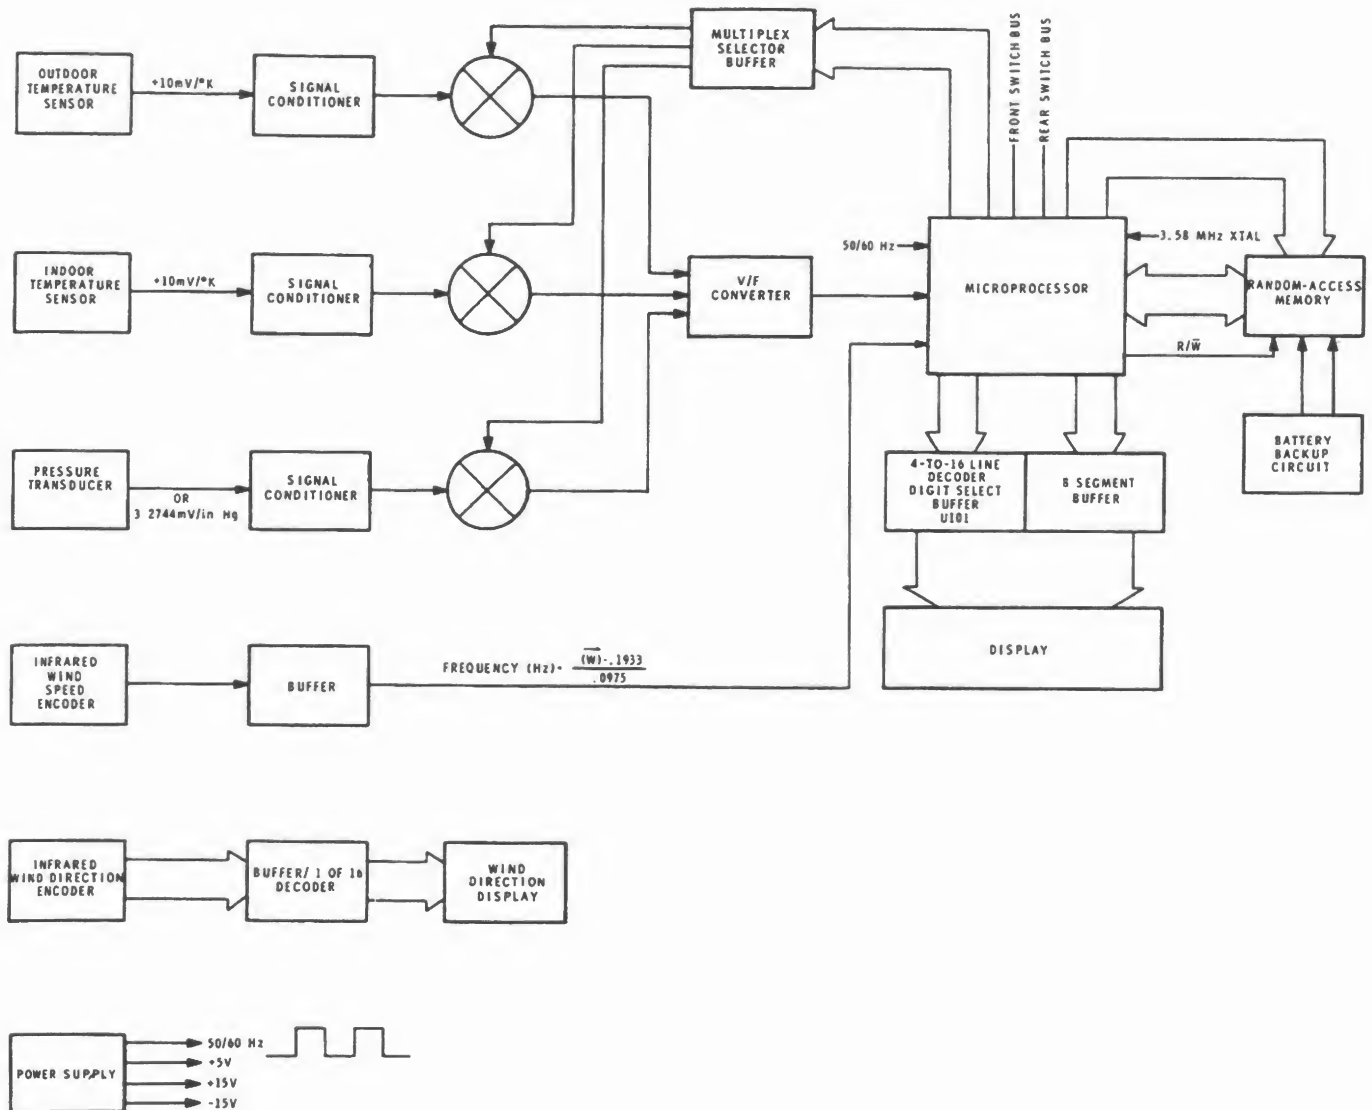 OUTDOOR
TEMPERATURE
SENSOR
+10mV/°K
SIGNAL
CONDITIONER
MULTIPLEX
SELECTOR
BUFFER
FRONT SWITCH BUS
REAR SWITCH BUS
INDOOR
TEMPERATURE
SENSOR
+10mV/°K
SIGNAL
CONDITIONER
V/F
CONVERTER
50/60 Hz
MICROPROCESSOR
3.58 MHz XTAL
RANDOM-ACCESS
MEMORY
R/W̅
BATTERY
BACKUP
CIRCUIT
PRESSURE
TRANSDUCER
OR
3 2744mV/in Hg
SIGNAL
CONDITIONER
4-TO-16 LINE
DECODER
DIGIT SELECT
BUFFER
U101
8 SEGMENT
BUFFER
DISPLAY
INFRARED
WIND
SPEED
ENCODER
BUFFER
FREQUENCY (Hz)= (W)-.1933
.0975
INFRARED
WIND DIRECTION
ENCODER
BUFFER/ 1 OF 16
DECODER
WIND
DIRECTION
DISPLAY
POWER SUPPLY
50/60 Hz
+5V
+15V
-15V